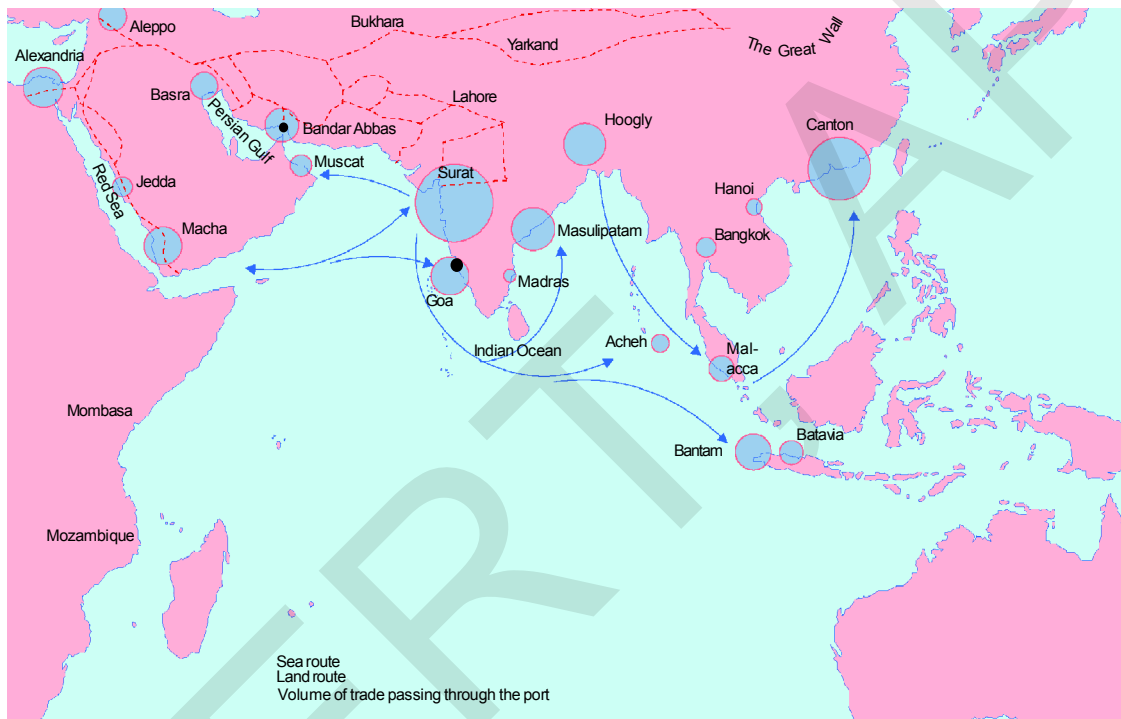 Aleppo
Bukhara
Yarkand
The Great Wall
Alexandria
Basra
Persian Gulf
Bandar Abbas
Lahore
Hoogly
Canton
Muscat
Surat
Red Sea
Jedda
Hanoi
Macha
Masulipatam
Bangkok
Goa
Madras
Indian Ocean
Acheh
Mal-
acca
Mombasa
Bantam
Batavia
Mozambique
Sea route
Land route
Volume of trade passing through the port